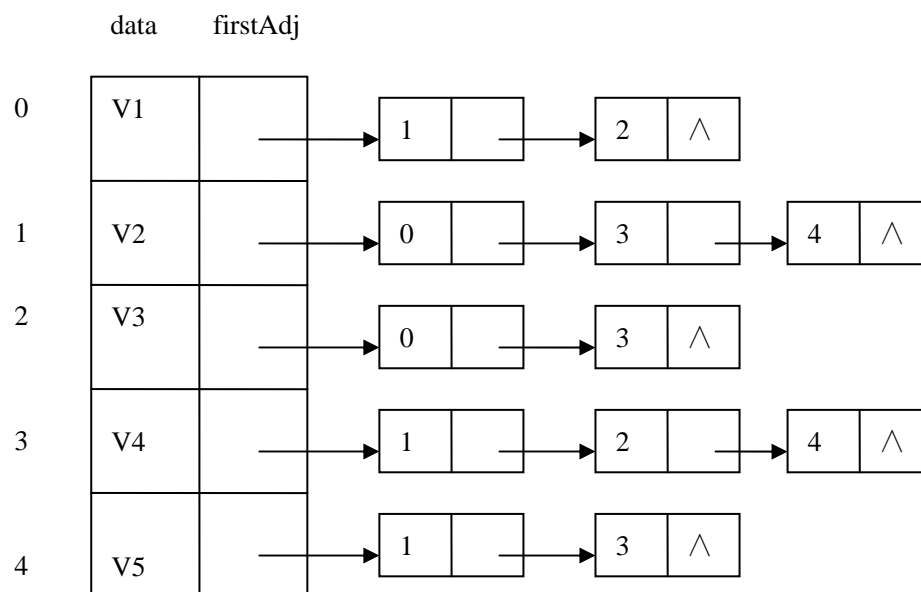 data firstAdj
0 V1 1 2 ∧
1 V2 0 3 4 ∧
2 V3 0 3 ∧
3 V4 1 2 4 ∧
4 V5 1 3 ∧